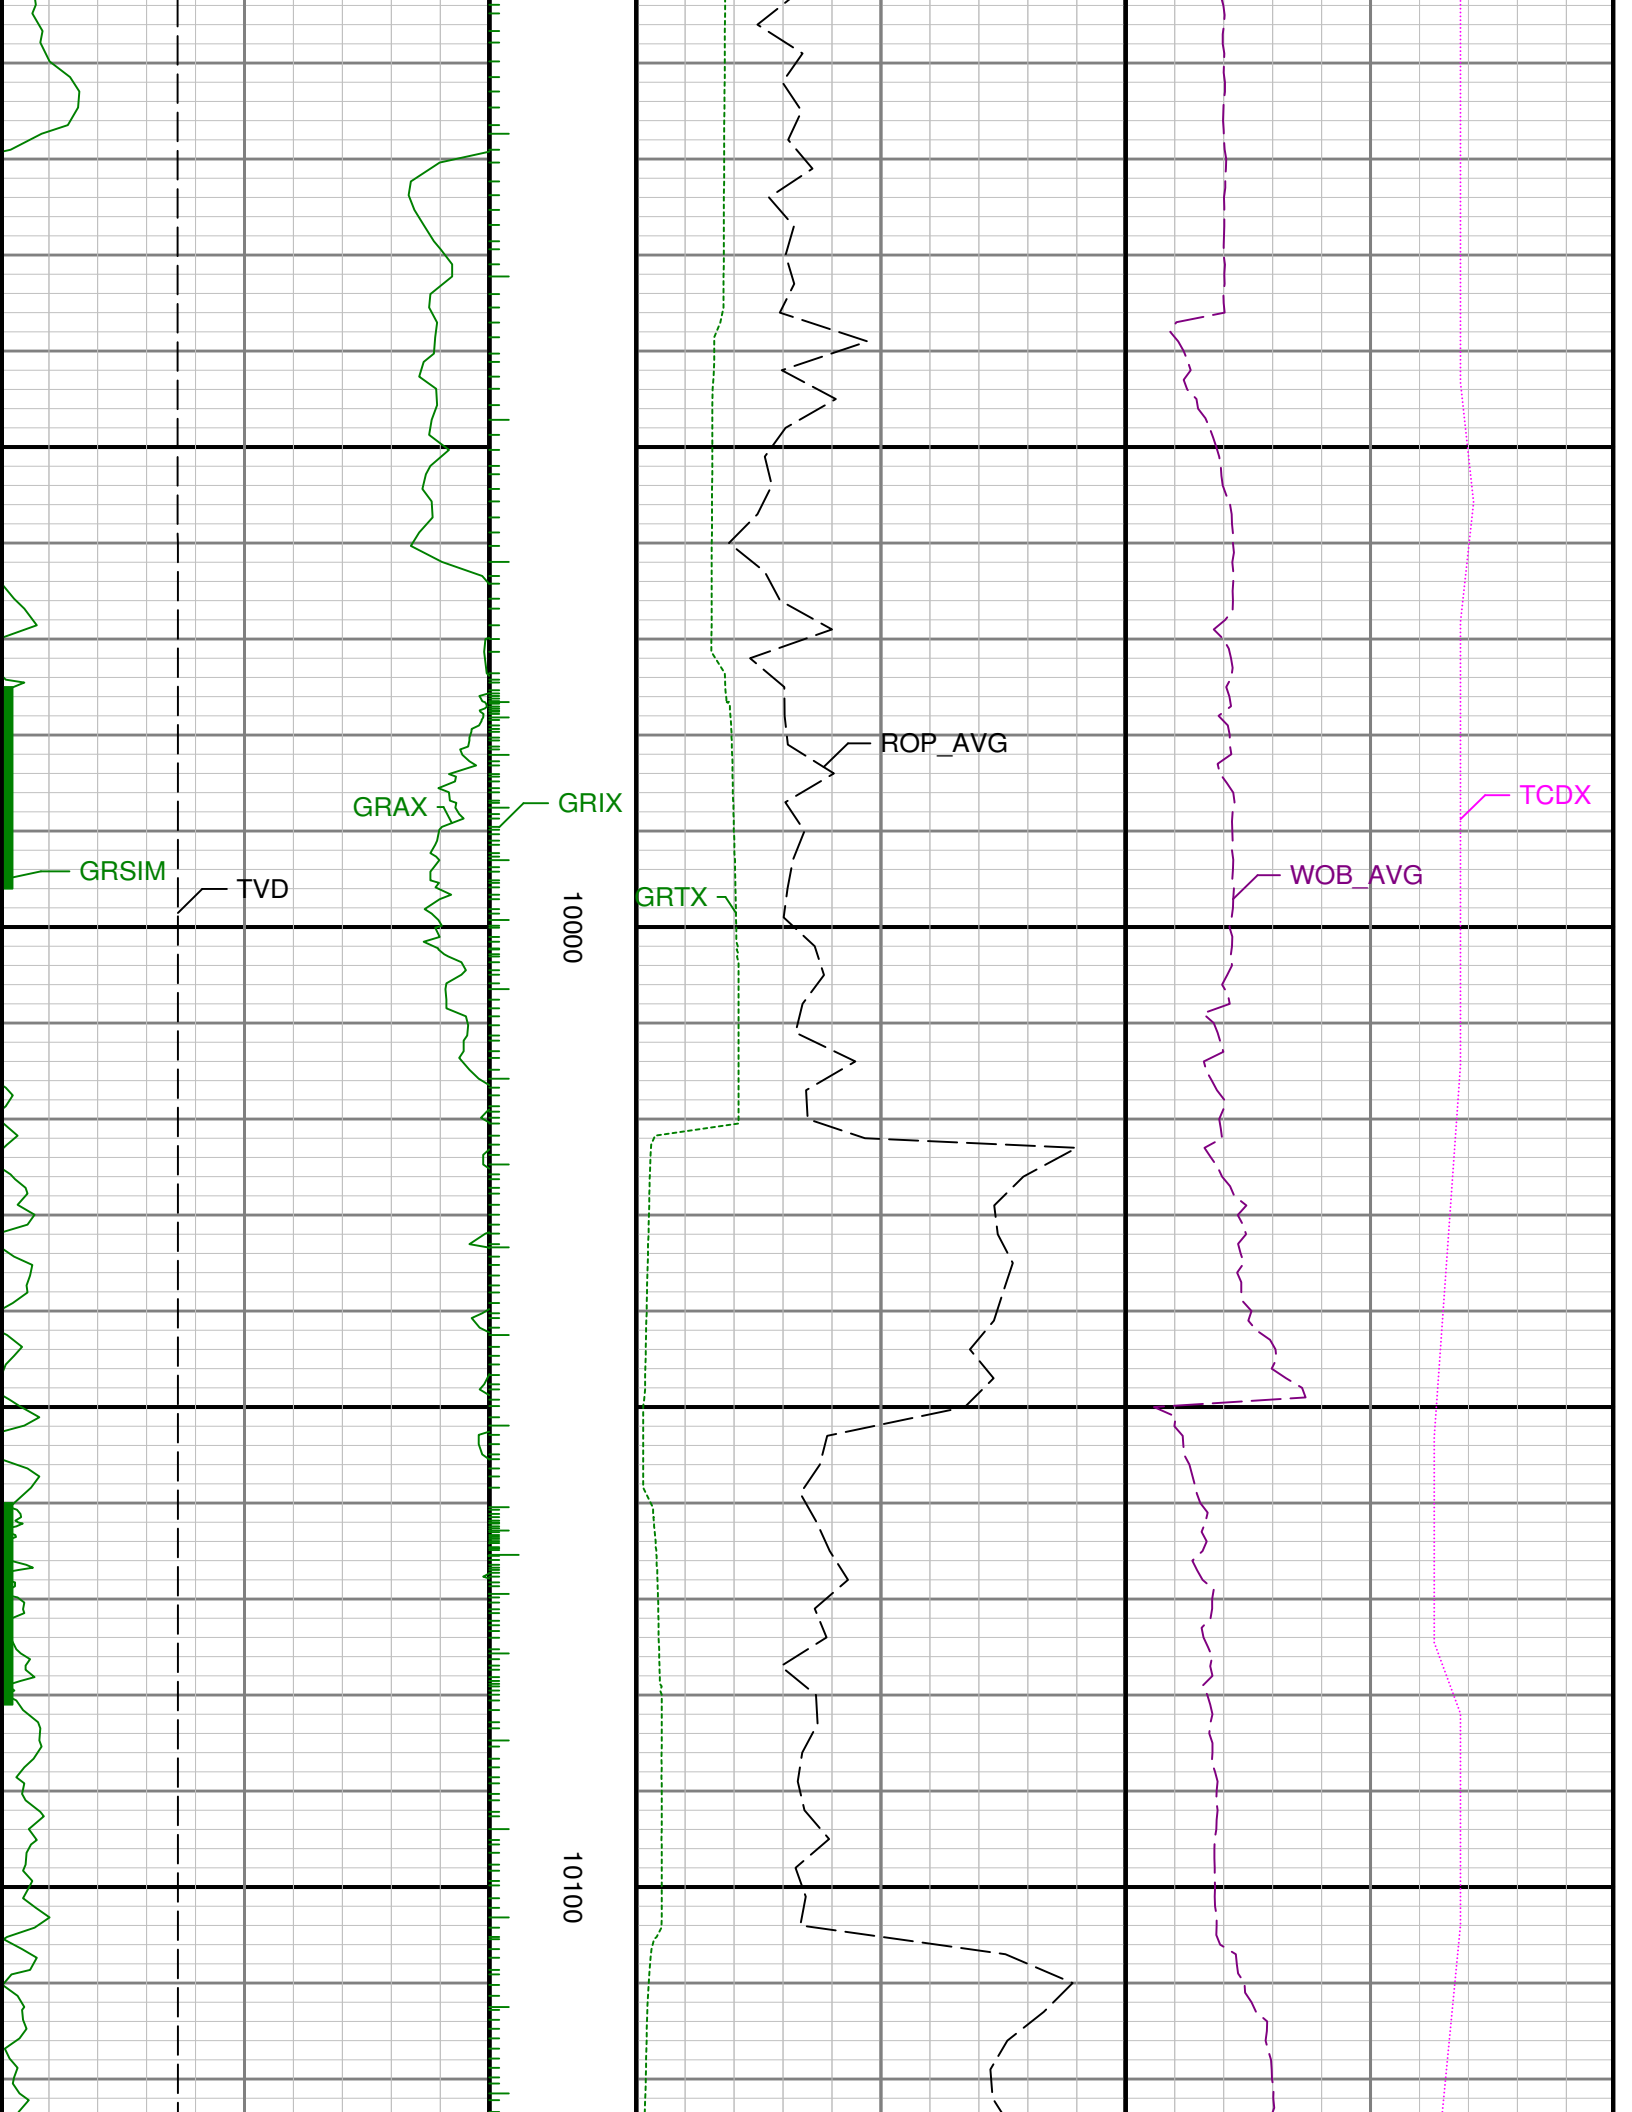 ROP_AVG
TCDX
GRAX
GRIX
GRSIM
WOB_AVG
TVD
GRTX
10000
10100